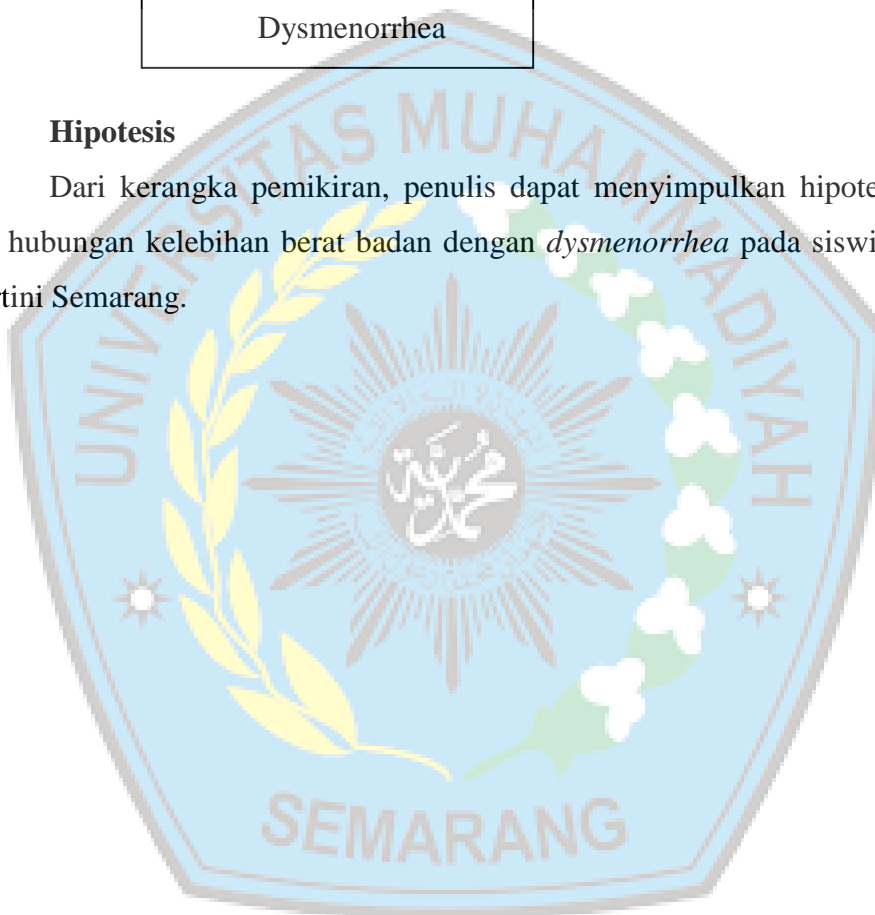 Dysmenorrhea
Hipotesis
Dari kerangka pemikiran, penulis dapat menyimpulkan hipote
hubungan kelebihan berat badan dengan dysmenorrhea pada siswi
rtini Semarang.
UNIVERSITAS MUHAMMADIYAH
SEMARANG